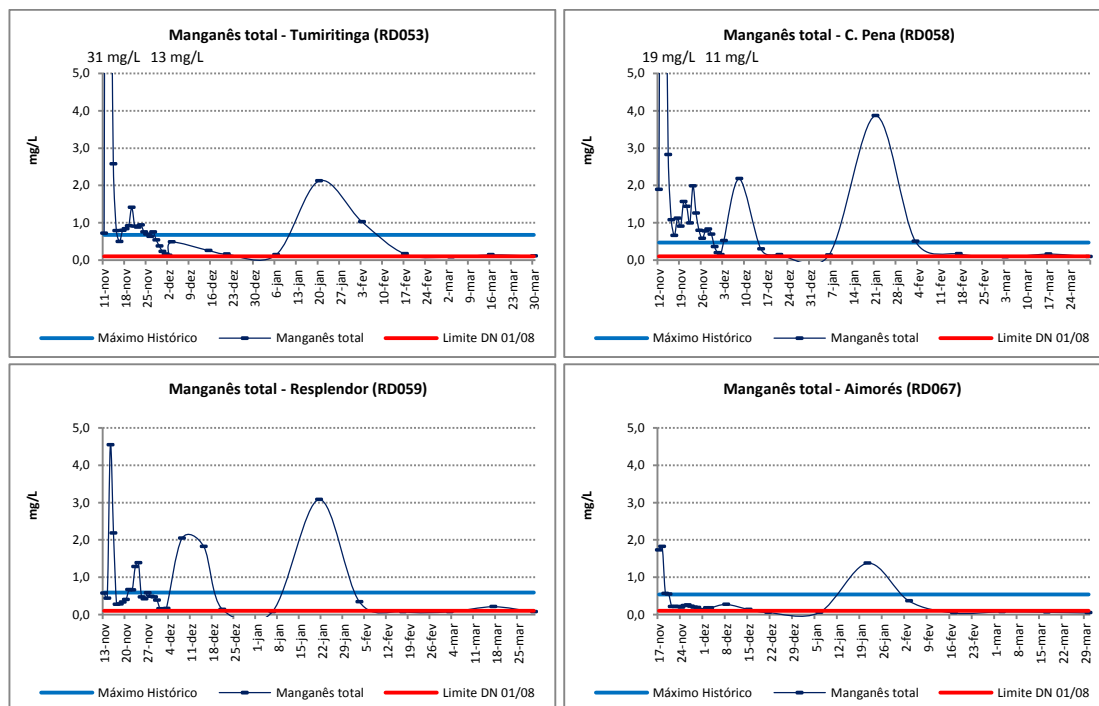 Manganês total - Tumiritinga (RD053)
31 mg/L 13 mg/L
5,0
4,0
3,0
2,0
1,0
0,0
mg/L
11-nov
18-nov
25-nov
2-dez
9-dez
16-dez
23-dez
30-dez
6-jan
13-jan
20-jan
27-jan
3-fev
10-fev
17-fev
24-fev
2-mar
9-mar
16-mar
23-mar
30-mar
Máximo Histórico Manganês total Limite DN 01/08
Manganês total - C. Pena (RD058)
19 mg/L 11 mg/L
5,0
4,0
3,0
2,0
1,0
0,0
mg/L
12-nov
19-nov
26-nov
3-dez
10-dez
17-dez
24-dez
31-dez
7-jan
14-jan
21-jan
28-jan
4-fev
11-fev
18-fev
25-fev
3-mar
10-mar
17-mar
24-mar
Máximo Histórico Manganês total Limite DN 01/08
Manganês total - Resplendor (RD059)
5,0
4,0
3,0
2,0
1,0
0,0
mg/L
13-nov
20-nov
27-nov
4-dez
11-dez
18-dez
25-dez
1-jan
8-jan
15-jan
22-jan
29-jan
5-fev
12-fev
19-fev
26-fev
4-mar
11-mar
18-mar
25-mar
Máximo Histórico Manganês total Limite DN 01/08
Manganês total - Aimorés (RD067)
5,0
4,0
3,0
2,0
1,0
0,0
mg/L
17-nov
24-nov
1-dez
8-dez
15-dez
22-dez
29-dez
5-jan
12-jan
19-jan
26-jan
2-fev
9-fev
16-fev
23-fev
1-mar
8-mar
15-mar
22-mar
29-mar
Máximo Histórico Manganês total Limite DN 01/08